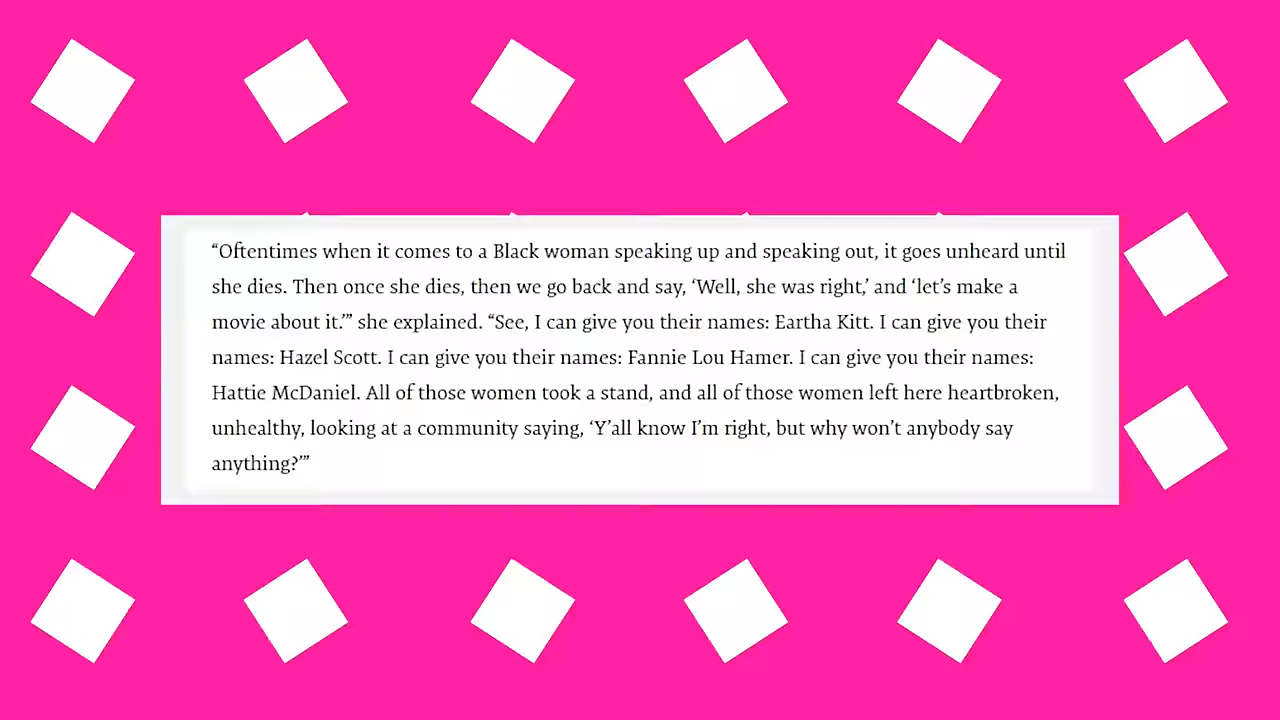 “Oftentimes when it comes to a Black woman speaking up and speaking out, it goes unheard until
she dies. Then once she dies, then we go back and say, ‘Well, she was right,’ and ‘let’s make a
movie about it.’” she explained. “See, I can give you their names: Eartha Kitt. I can give you their
names: Hazel Scott. I can give you their names: Fannie Lou Hamer. I can give you their names:
Hattie McDaniel. All of those women took a stand, and all of those women left here heartbroken,
unhealthy, looking at a community saying, ‘Y’all know I’m right, but why won’t anybody say
anything?’”